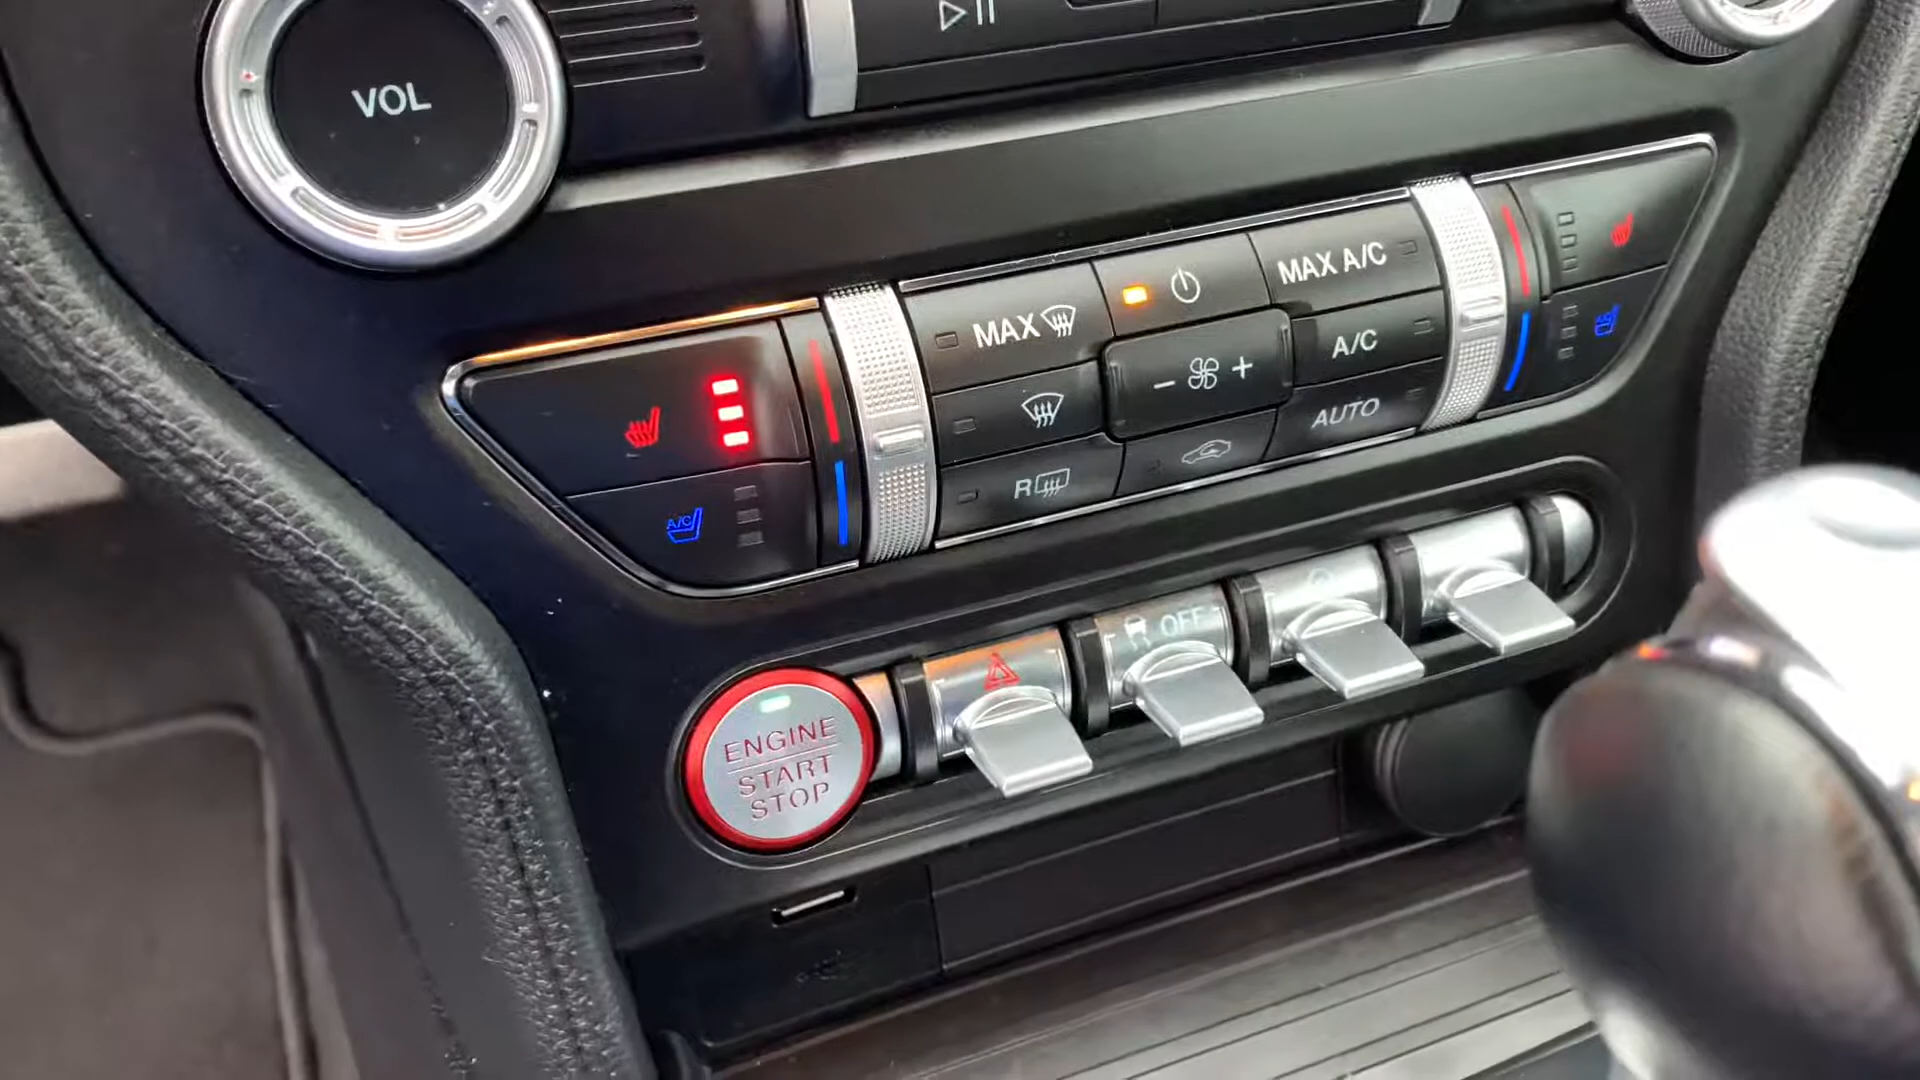 VOL
MAX
MAX A/C
A/C
- +
AUTO
R
A/C
OFF
ENGINE
START
STOP